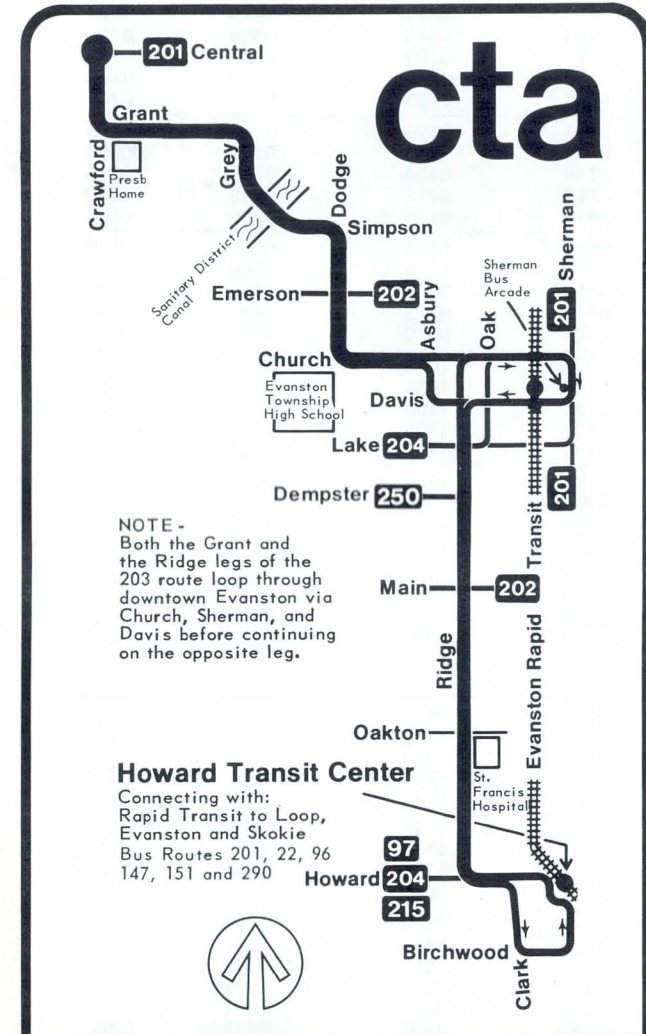 201 Central
cta
Grant
Crawford
Presb
Home
Grey
Dodge
Simpson
Sanitary District
Canal
Sherman
Bus
Arcade
Sherman
201
Emerson
202
Asbury
Oak
Church
Evanston
Township
High School
Davis
Lake 204
Dempster 250
201
NOTE -
Both the Grant and
the Ridge legs of the
203 route loop through
downtown Evanston via
Church, Sherman, and
Davis before continuing
on the opposite leg.
Main
202
Ridge
Evanston Rapid Transit
Oakton
St.
Francis
Hospital
Howard Transit Center
Connecting with:
Rapid Transit to Loop,
Evanston and Skokie
Bus Routes 201, 22, 96
147, 151 and 290
97
Howard 204
215
Birchwood
Clark